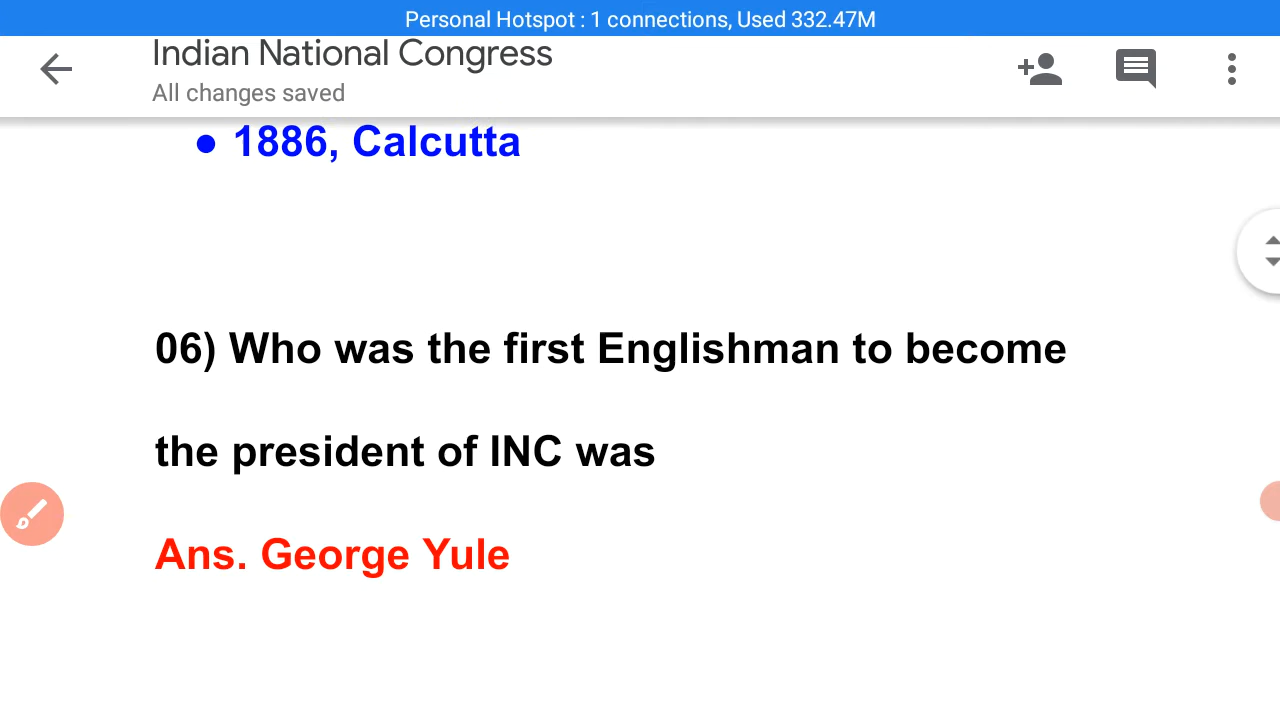 Personal Hotspot : 1 connections, Used 332.47M
Indian National Congress
All changes saved
● 1886, Calcutta
06) Who was the first Englishman to become
the president of INC was
Ans. George Yule